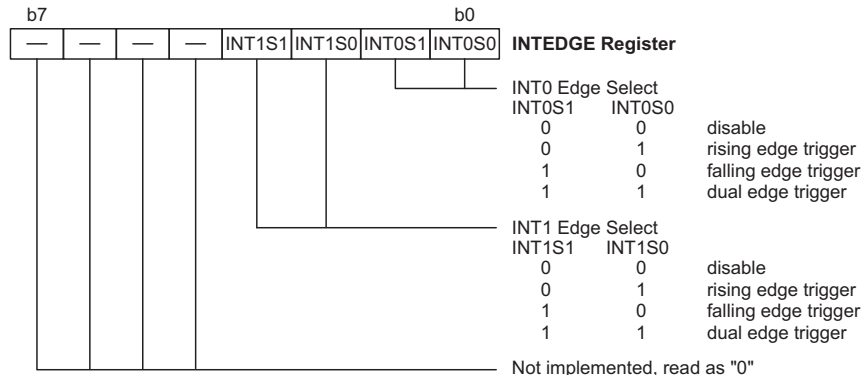 b7 b0
— — — — INT1S1 INT1S0 INT0S1 INT0S0 INTEDGE Register
INT0 Edge Select
INT0S1 INT0S0
0 0 disable
0 1 rising edge trigger
1 0 falling edge trigger
1 1 dual edge trigger
INT1 Edge Select
INT1S1 INT1S0
0 0 disable
0 1 rising edge trigger
1 0 falling edge trigger
1 1 dual edge trigger
Not implemented, read as "0"